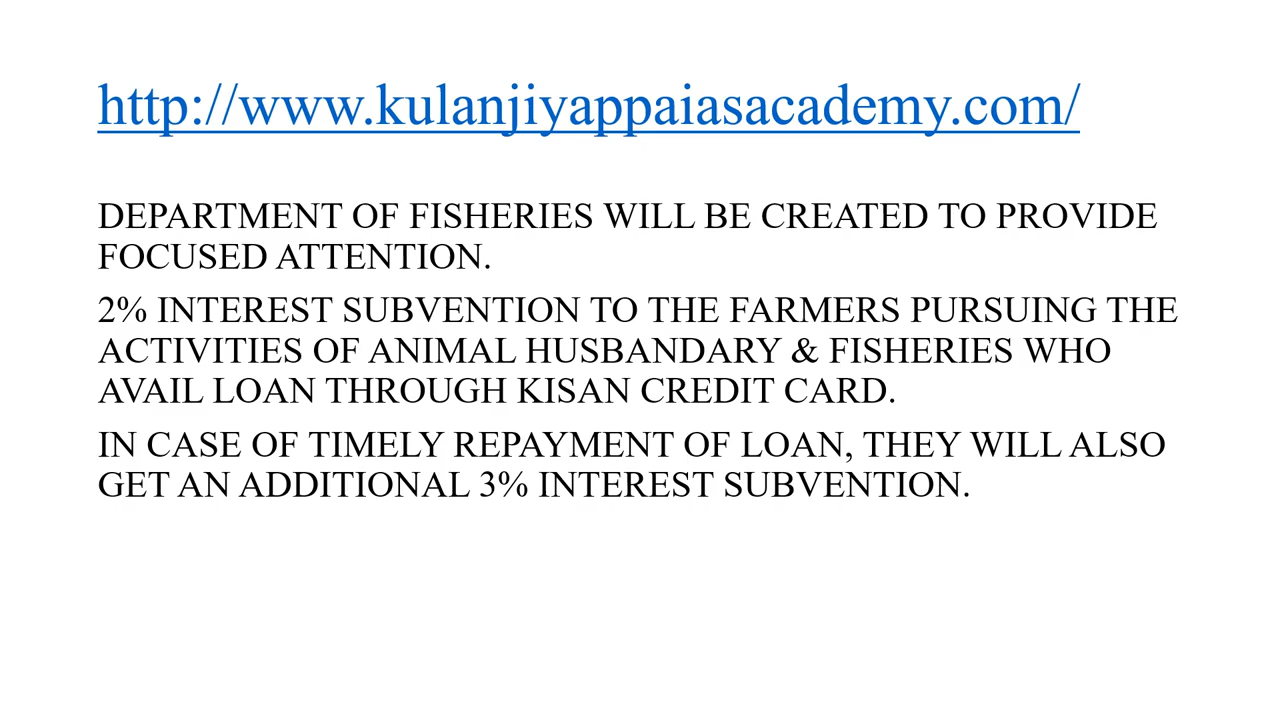 http://www.kulanjiyappaiasacademy.com/
DEPARTMENT OF FISHERIES WILL BE CREATED TO PROVIDE
FOCUSED ATTENTION.
2% INTEREST SUBVENTION TO THE FARMERS PURSUING THE
ACTIVITIES OF ANIMAL HUSBANDARY & FISHERIES WHO
AVAIL LOAN THROUGH KISAN CREDIT CARD.
IN CASE OF TIMELY REPAYMENT OF LOAN, THEY WILL ALSO
GET AN ADDITIONAL 3% INTEREST SUBVENTION.